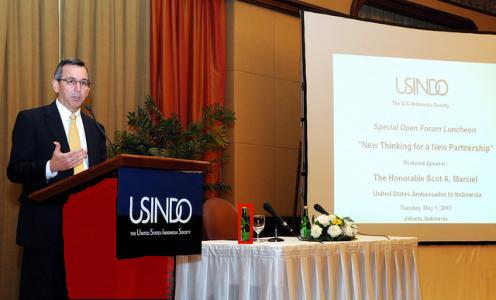 USINDO
THE UNITED STATES-INDONESIA SOCIETY
USINDO
The U.S-Indonesia Society
Special Open Forum Luncheon
"New Thinking for a New Partnership"
Featured Speaker:
The Honorable Scot A. Marciel
United States Ambassador to Indonesia
Tuesday, May 1, 2012
Jakarta, Indonesia